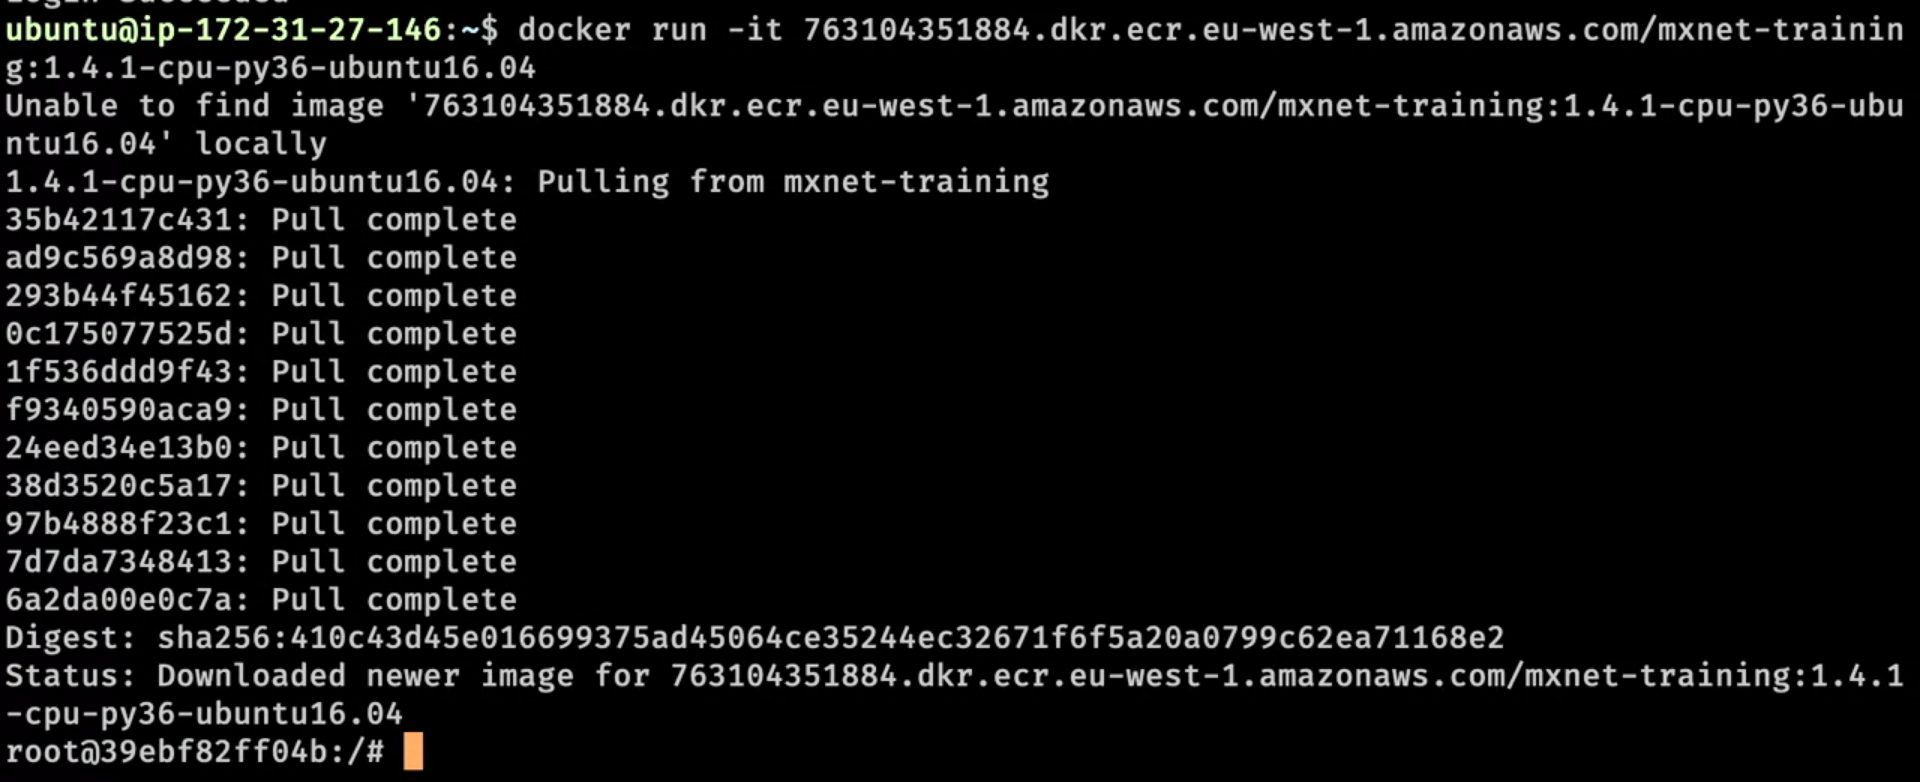 Login Succeeded
ubuntu@ip-172-31-27-146:~$ docker run -it 763104351884.dkr.ecr.eu-west-1.amazonaws.com/mxnet-trainin
g:1.4.1-cpu-py36-ubuntu16.04
Unable to find image '763104351884.dkr.ecr.eu-west-1.amazonaws.com/mxnet-training:1.4.1-cpu-py36-ubu
ntu16.04' locally
1.4.1-cpu-py36-ubuntu16.04: Pulling from mxnet-training
35b42117c431: Pull complete
ad9c569a8d98: Pull complete
293b44f45162: Pull complete
0c175077525d: Pull complete
1f536ddd9f43: Pull complete
f9340590aca9: Pull complete
24eed34e13b0: Pull complete
38d3520c5a17: Pull complete
97b4888f23c1: Pull complete
7d7da7348413: Pull complete
6a2da00e0c7a: Pull complete
Digest: sha256:410c43d45e016699375ad45064ce35244ec32671f6f5a20a0799c62ea71168e2
Status: Downloaded newer image for 763104351884.dkr.ecr.eu-west-1.amazonaws.com/mxnet-training:1.4.1
-cpu-py36-ubuntu16.04
root@39ebf82ff04b:/#